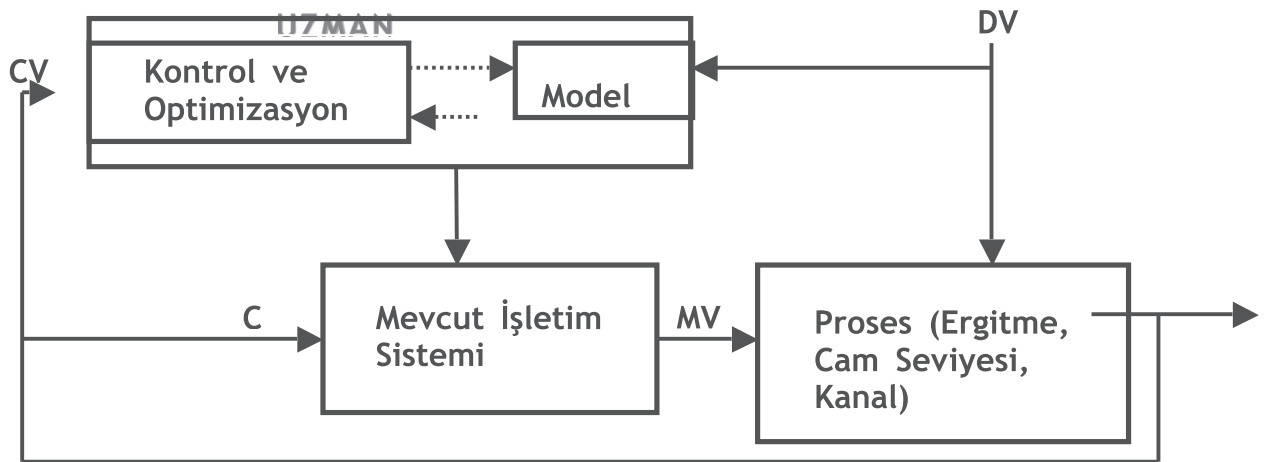 UZMAN
DV
CV
Kontrol ve
Optimizasyon
Model
C
Mevcut İşletim
Sistemi
MV
Proses (Ergitme,
Cam Seviyesi,
Kanal)